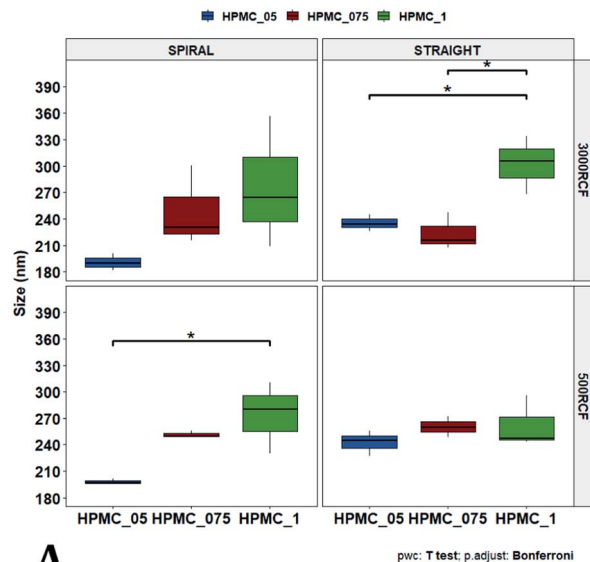 HPMC_05 HPMC_075 HPMC_1
SPIRAL STRAIGHT
Size (nm)
390
360
330
300
270
240
210
180
* *
3000RCF
390
360
330
300
270
240
210
180
*
500RCF
HPMC_05 HPMC_075 HPMC_1 HPMC_05 HPMC_075 HPMC_1
pwc: T test; p.adjust: Bonferroni
A